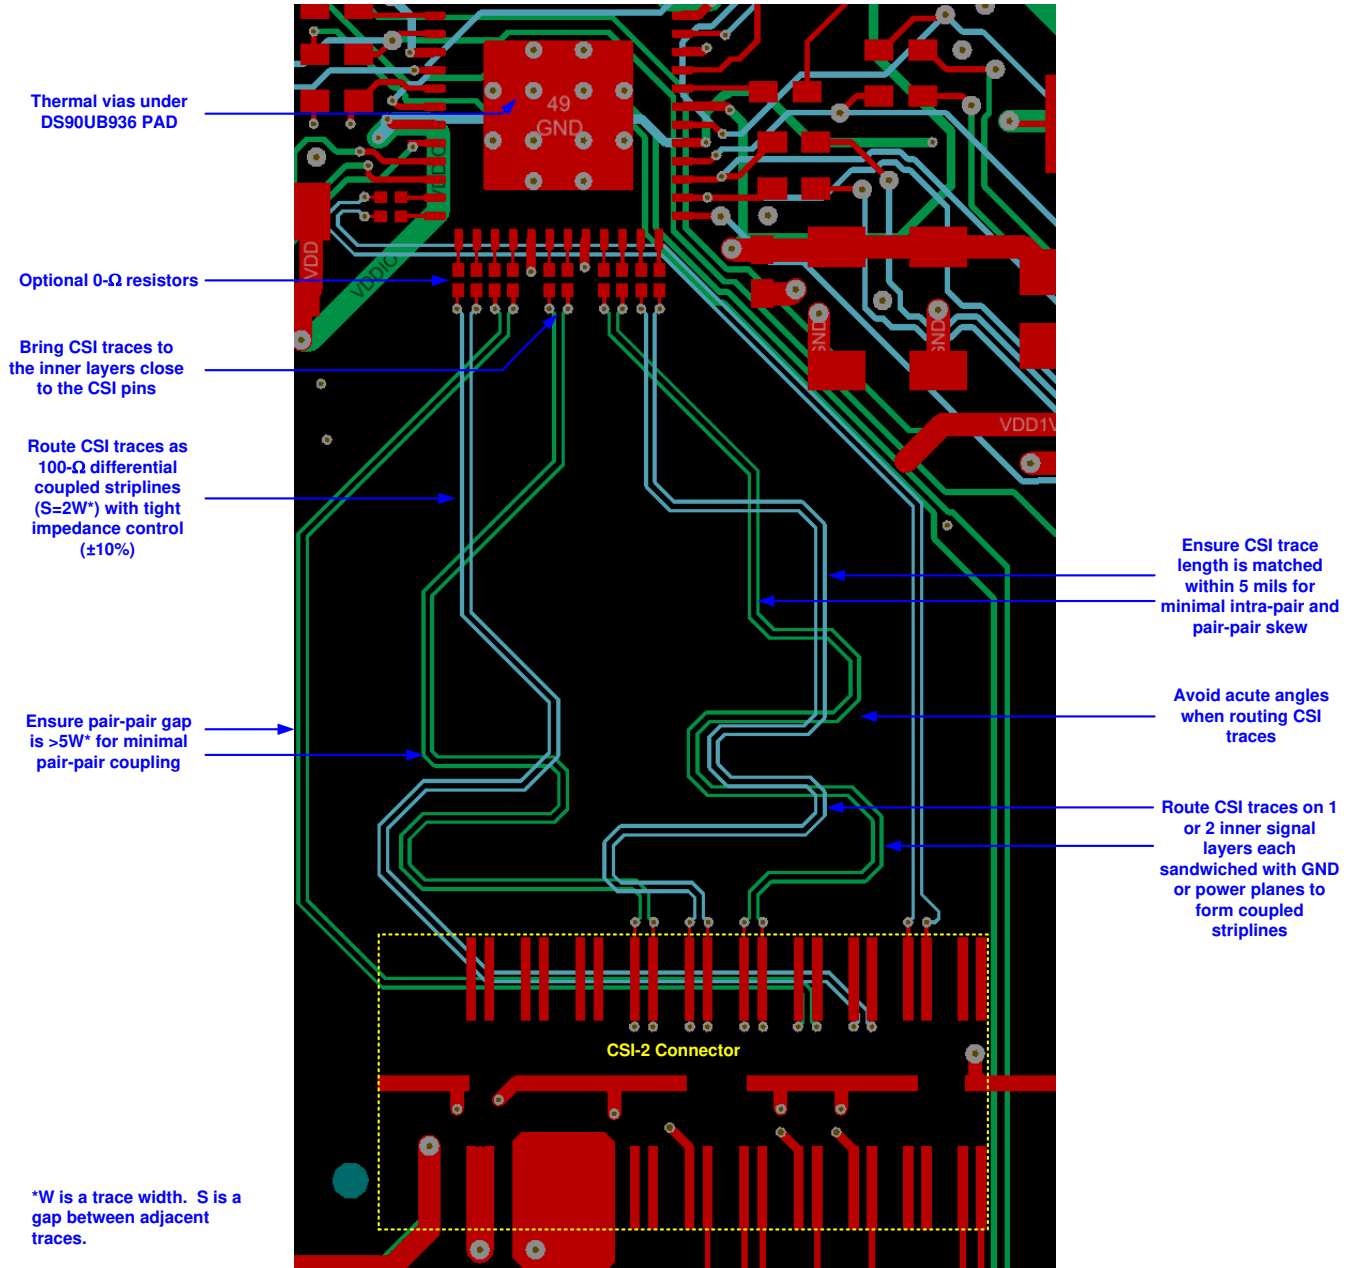 Thermal vias under
DS90UB936 PAD
Optional 0-Ω resistors
Bring CSI traces to
the inner layers close
to the CSI pins
Route CSI traces as
100-Ω differential
coupled striplines
(S=2W*) with tight
impedance control
(±10%)
Ensure pair-pair gap
is >5W* for minimal
pair-pair coupling
*W is a trace width. S is a
gap between adjacent
traces.
49
GND
VDDIO
VDD
VDDIO
GND
GND
VDD1V
CSI-2 Connector
Ensure CSI trace
length is matched
within 5 mils for
minimal intra-pair and
pair-pair skew
Avoid acute angles
when routing CSI
traces
Route CSI traces on 1
or 2 inner signal
layers each
sandwiched with GND
or power planes to
form coupled
striplines